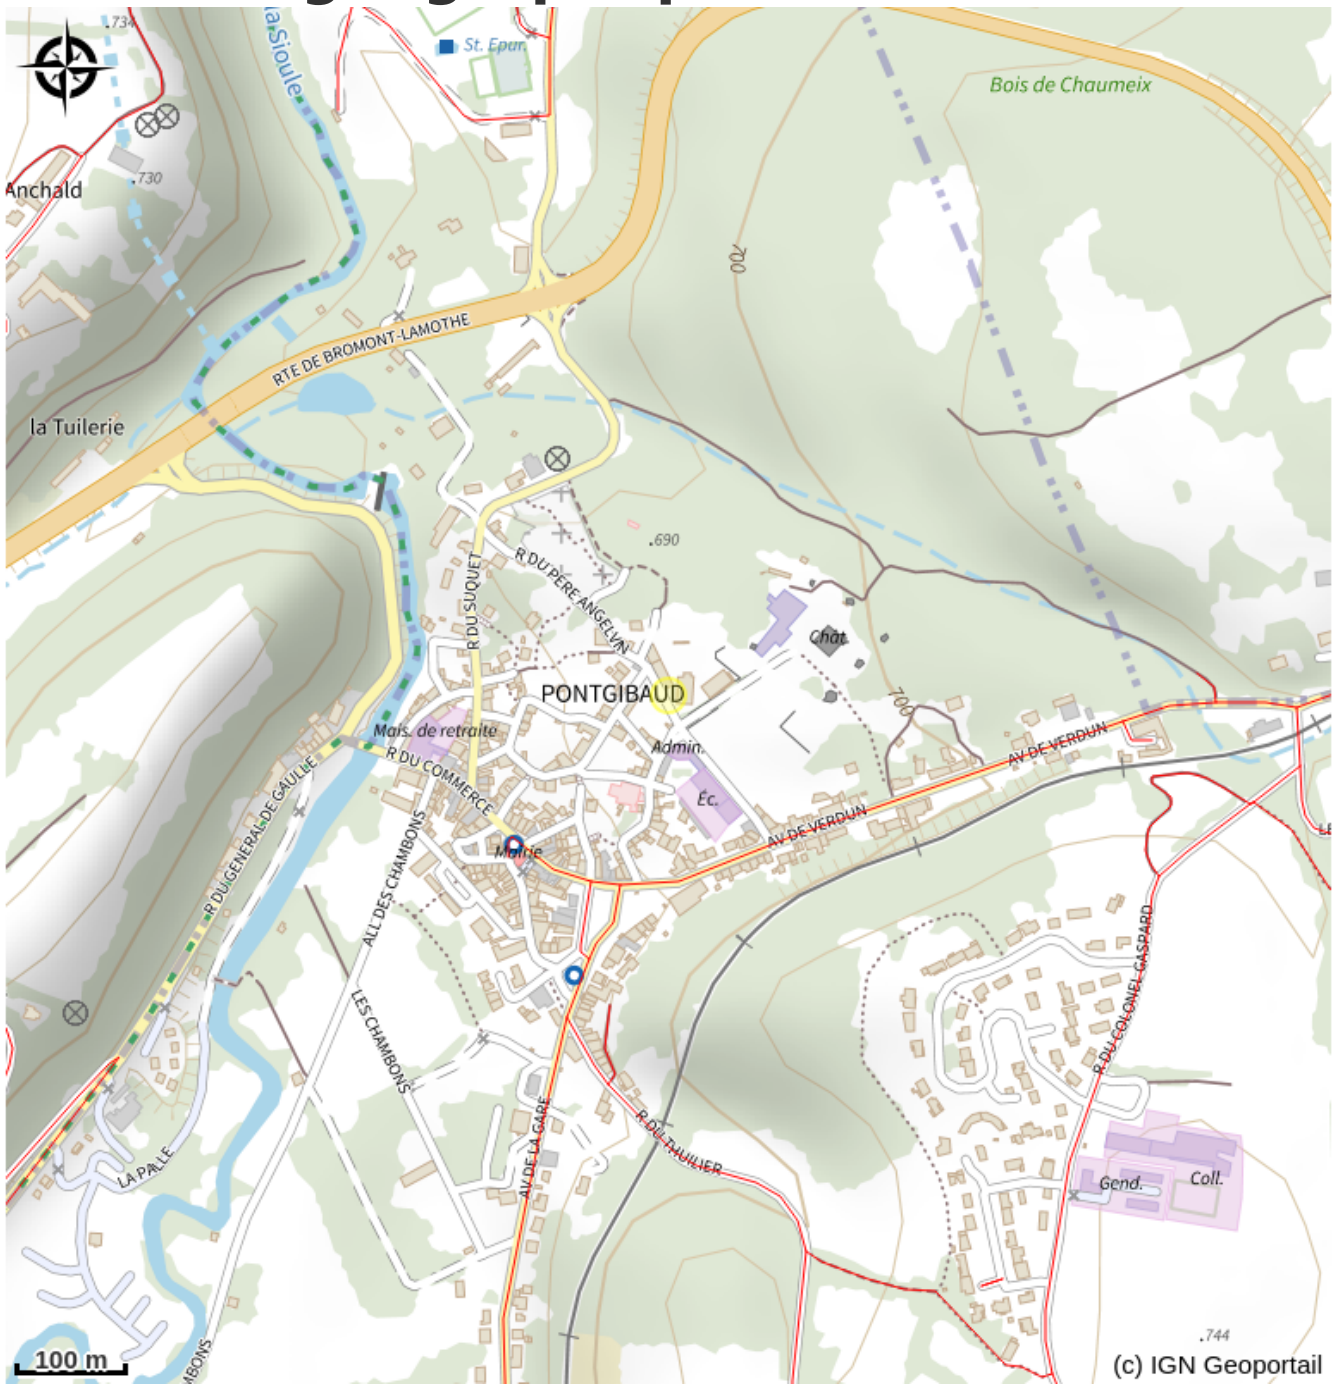 .734
la Sioule
St. Epur.
Bois de Chaumeix
.730
Anchald
700
RTE DE BROMONT-LAMOTHE
la Tuilerie
.690
R DU PERE ANGELVIN
R DU SUQUET
Chât.
PONTGIBAUD
700
Mais. de retraite
Admin.
AV DE VERDUN
R DU COMMERCE
Éc.
R DU GENERAL DE GAULLE
AV DE VERDUN
Mairie
ALL DES CHAMBONS
R DU COLONEL GASPARD
LES CHAMBONS
AV DE LA GARE
R DU THUILIER
LA PALLE
Gend.
Coll.
.744
100 m
(c) IGN Geoportail